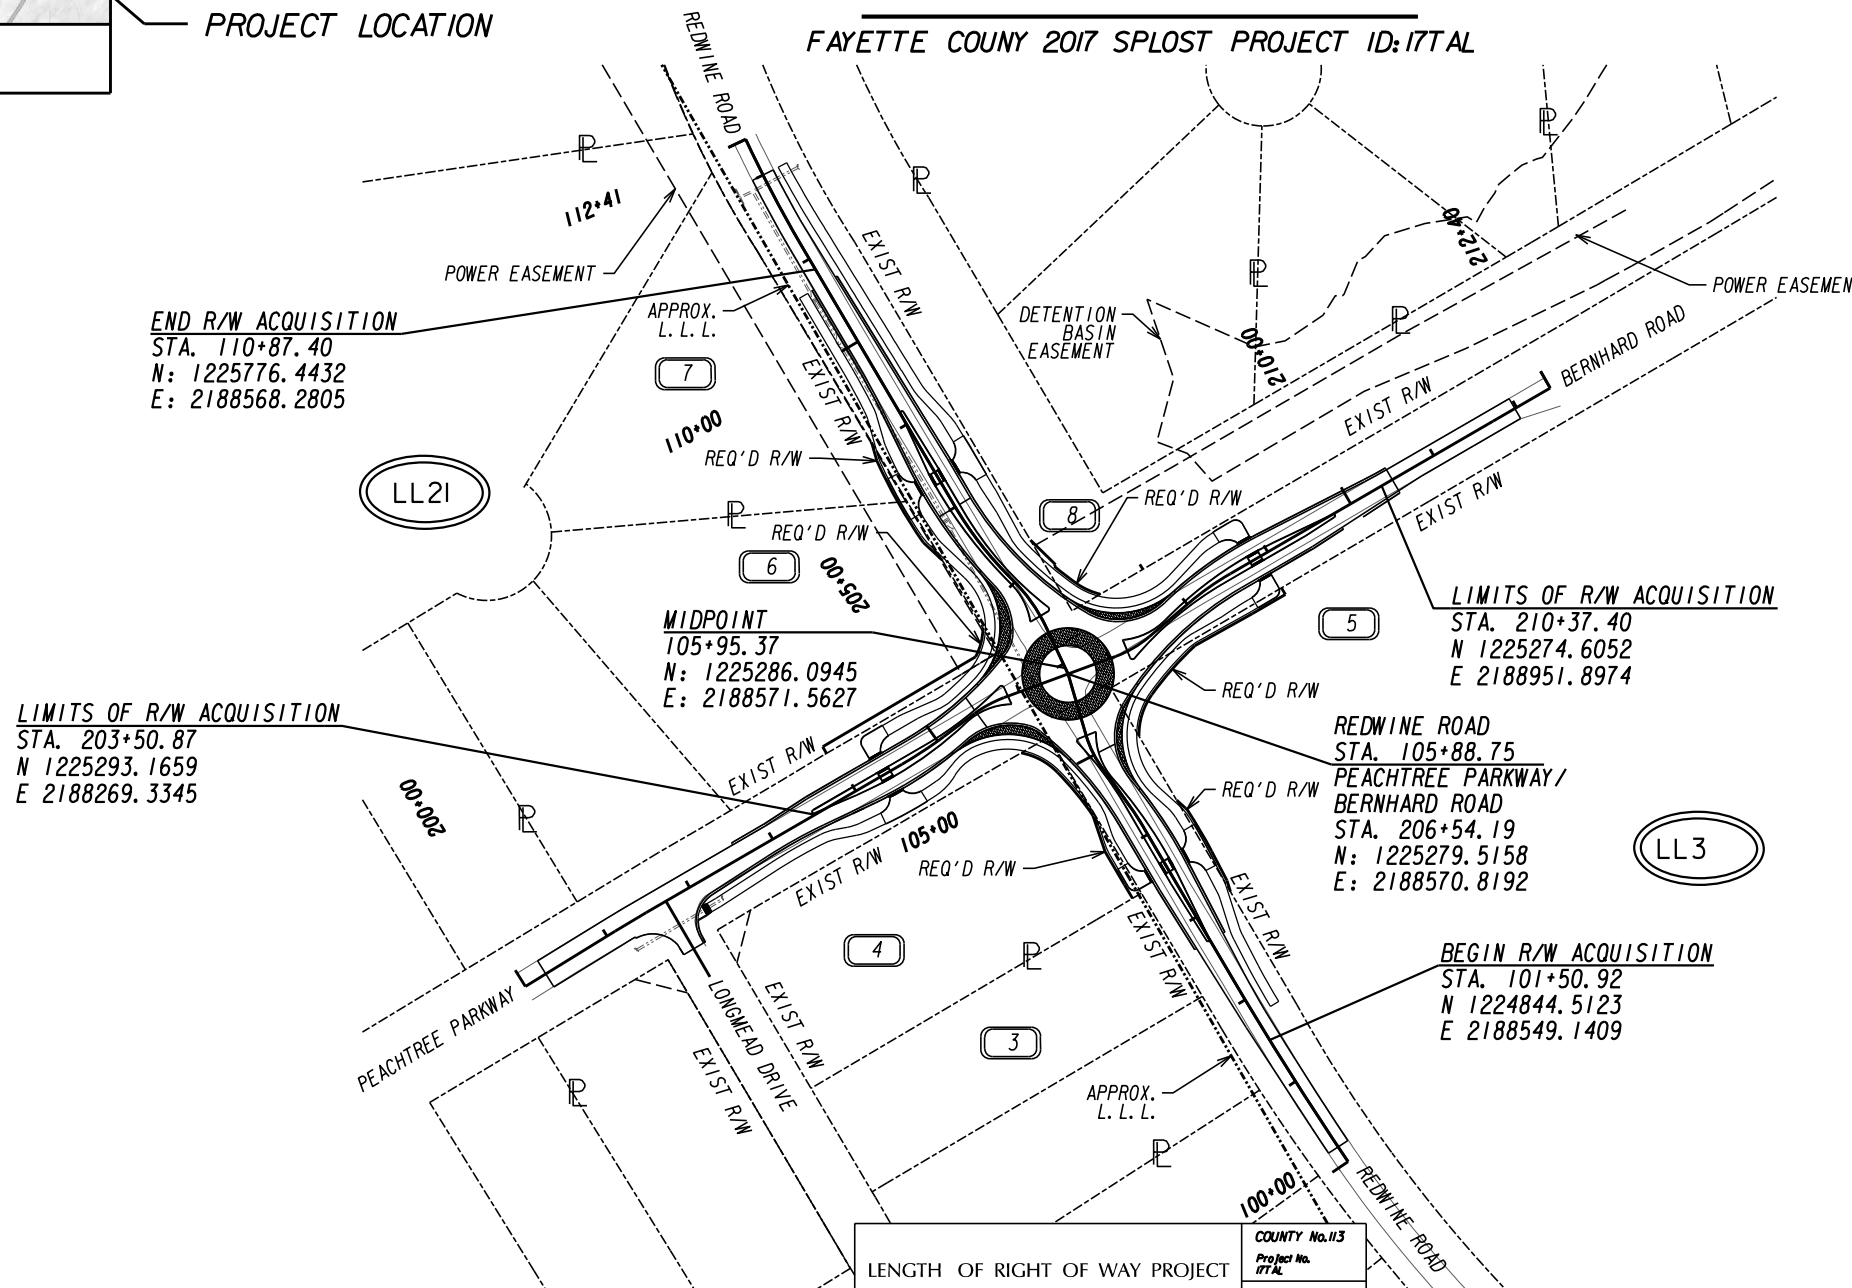 PROJECT LOCATION
FAYETTE COUNY 2017 SPLOST PROJECT ID:17TAL
REDWINE ROAD
112+41
EXIST R/W
POWER EASEMENT
212+40
POWER EASEMEN
APPROX.
L.L.L.
DETENTION
BASIN
EASEMENT
END R/W ACQUISITION
STA. 110+87.40
N: 1225776.4432
E: 2188568.2805
7
EXIST R/W
210+00
BERNHARD ROAD
110+00
EXIST R/W
REQ'D R/W
LL21
REQ'D R/W
8
EXIST R/W
REQ'D R/W
6
205+00
MIDPOINT
105+95.37
N: 1225286.0945
E: 2188571.5627
5
LIMITS OF R/W ACQUISITION
STA. 210+37.40
N 1225274.6052
E 2188951.8974
REQ'D R/W
LIMITS OF R/W ACQUISITION
STA. 203+50.87
N 1225293.1659
E 2188269.3345
REDWINE ROAD
STA. 105+88.75
PEACHTREE PARKWAY/
BERNHARD ROAD
STA. 206+54.19
N: 1225279.5158
E: 2188570.8192
EXIST R/W
REQ'D R/W
200+00
105+00
LL3
EXIST R/W
REQ'D R/W
EXIST R/W
EXIST R/W
4
BEGIN R/W ACQUISITION
STA. 101+50.92
N 1224844.5123
E 2188549.1409
PEACHTREE PARKWAY
LONGMEAD DRIVE
EXIST R/W
EXIST R/W
3
APPROX.
L.L.L.
100+00
REDWINE ROAD
LENGTH OF RIGHT OF WAY PROJECT
COUNTY No.113
Project No.
17TAL